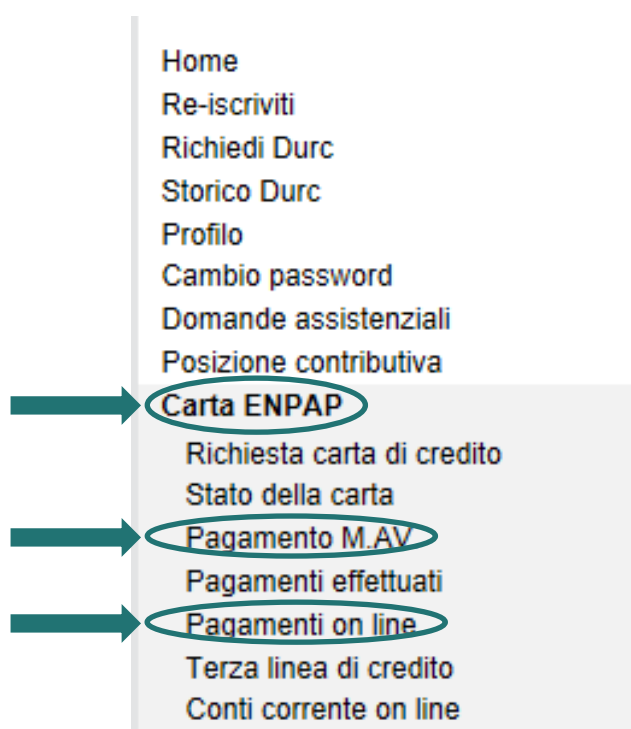 Home
Re-iscriviti
Richiedi Durc
Storico Durc
Profilo
Cambio password
Domande assistenziali
Posizione contributiva
Carta ENPAP
Richiesta carta di credito
Stato della carta
Pagamento M.AV
Pagamenti effettuati
Pagamenti on line
Terza linea di credito
Conti corrente on line